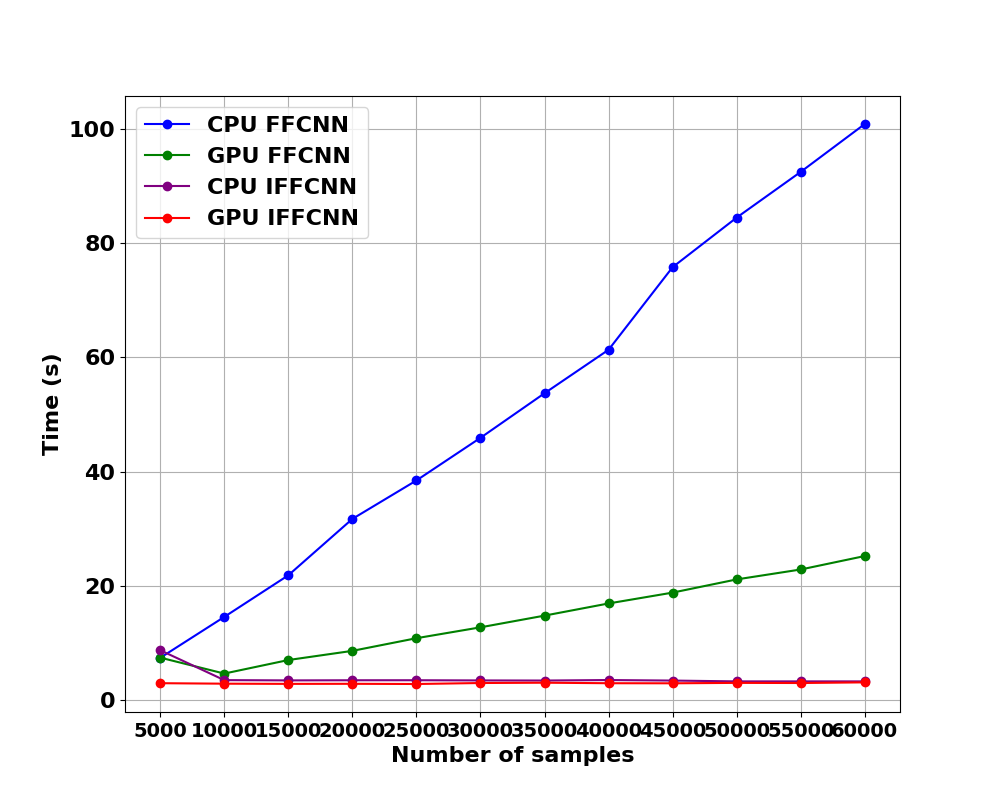 CPU FFCNN
GPU FFCNN
CPU IFFCNN
GPU IFFCNN
100
80
60
40
20
0
Time (s)
5000 10000 15000 20000 25000 30000 35000 40000 45000 50000 55000 60000
Number of samples